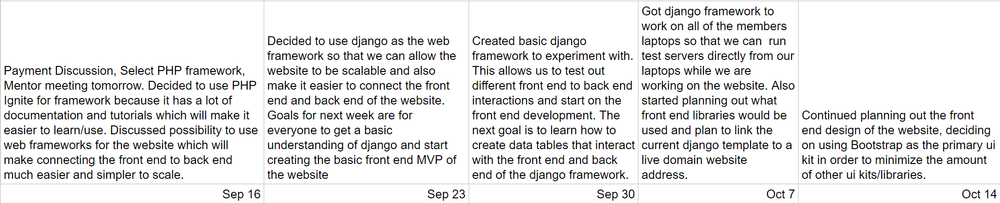 Payment Discussion, Select PHP framework,
Mentor meeting tomorrow. Decided to use PHP
Ignite for framework because it has a lot of
documentation and tutorials which will make it
easier to learn/use. Discussed possibility to use
web frameworks for the website which will
make connecting the front end to back end
much easier and simpler to scale.
Decided to use django as the web
framework so that we can allow the
website to be scalable and also
make it easier to connect the front
end and back end of the website.
Goals for next week are for
everyone to get a basic
understanding of django and start
creating the basic front end MVP of
the website
Created basic django
framework to experiment with.
This allows us to test out
different front end to back end
interactions and start on the
front end development. The
next goal is to learn how to
create data tables that interact
with the front end and back
end of the django framework.
Got django framework to
work on all of the members
laptops so that we can  run
test servers directly from our
laptops while we are
working on the website. Also
started planning out what
front end libraries would be
used and plan to link the
current django template to a
live domain website
address.
Continued planning out the front
end design of the website, deciding
on using Bootstrap as the primary ui
kit in order to minimize the amount
of other ui kits/libraries.
Sep 16
Sep 23
Sep 30
Oct 7
Oct 14